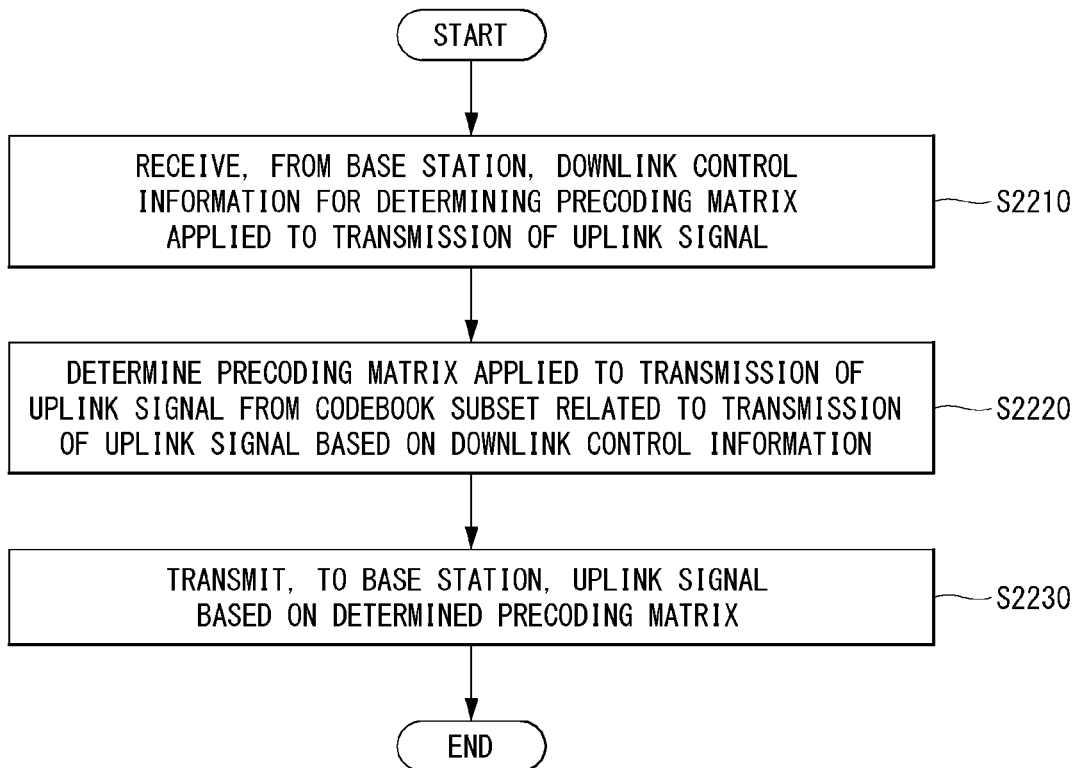 START
RECEIVE, FROM BASE STATION, DOWNLINK CONTROL
INFORMATION FOR DETERMINING PRECODING MATRIX
APPLIED TO TRANSMISSION OF UPLINK SIGNAL
S2210
DETERMINE PRECODING MATRIX APPLIED TO TRANSMISSION OF
UPLINK SIGNAL FROM CODEBOOK SUBSET RELATED TO TRANSMISSION
OF UPLINK SIGNAL BASED ON DOWNLINK CONTROL INFORMATION
S2220
TRANSMIT, TO BASE STATION, UPLINK SIGNAL
BASED ON DETERMINED PRECODING MATRIX
S2230
END